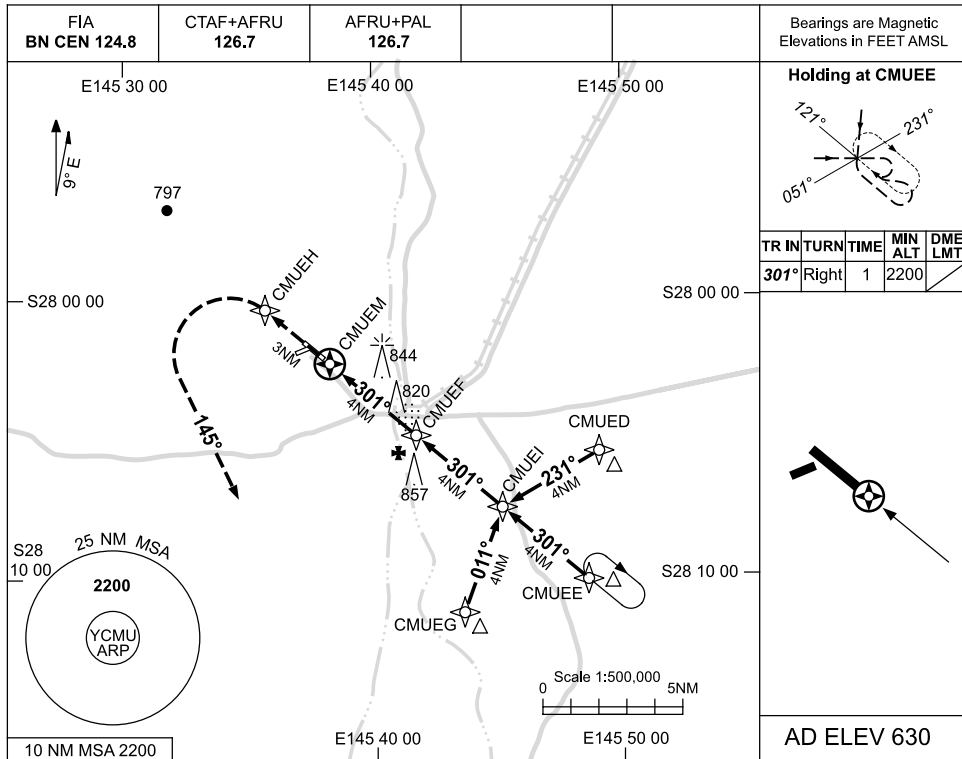 FIA
BN CEN 124.8
CTAF+AFRU
126.7
AFRU+PAL
126.7
Bearings are Magnetic
Elevations in FEET AMSL
E145 30 00
E145 40 00
E145 50 00
9° E
797
S28 00 00
S28 00 00
CMUEH
CMUEM
3NM
844
820
301°
4NM
CMUEF
857
301°
4NM
CMUEI
CMUED
231°
4NM
145°
011°
4NM
301°
4NM
CMUEE
CMUEG
S28
10 00
S28 10 00
25 NM MSA
2200
YCMU
ARP
Scale 1:500,000
0
5NM
10 NM MSA 2200
E145 40 00
E145 50 00
Holding at CMUEE
121°
231°
051°
TR IN TURN TIME MIN ALT DME LMT
301° Right 1 2200
AD ELEV 630